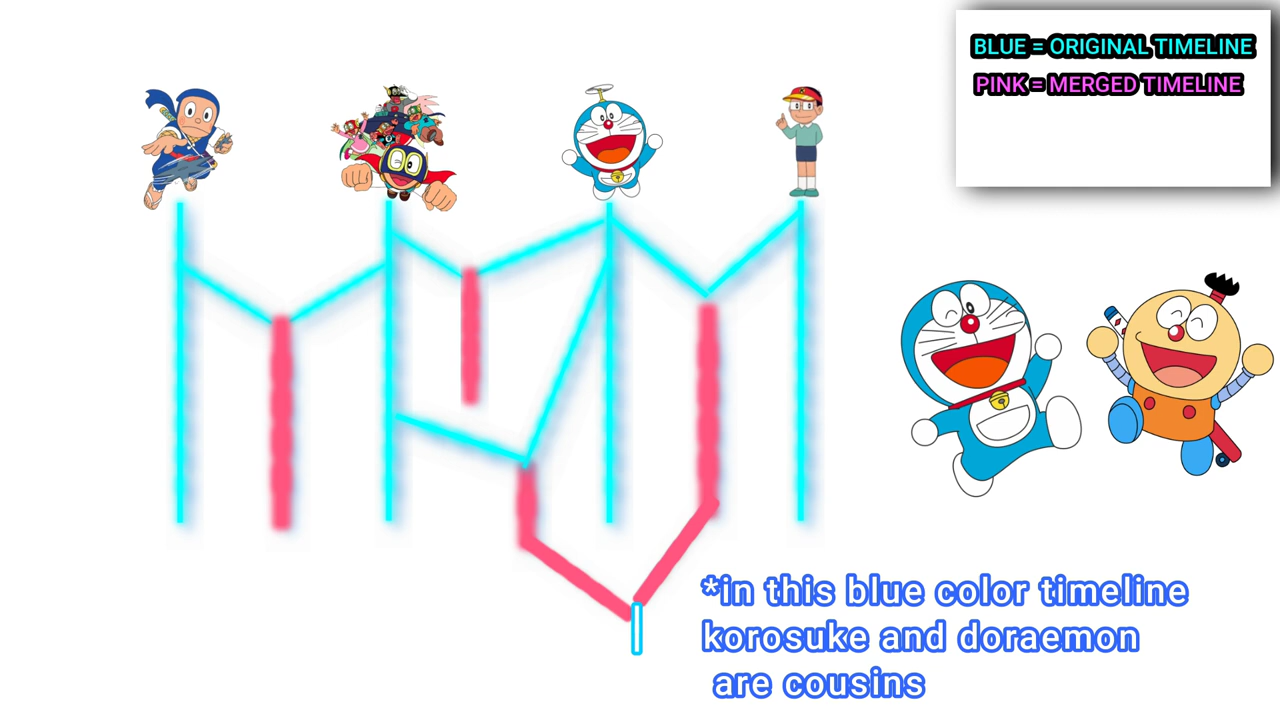 BLUE = ORIGINAL TIMELINE
PINK = MERGED TIMELINE
*in this blue color timeline
korosuke and doraemon
are cousins